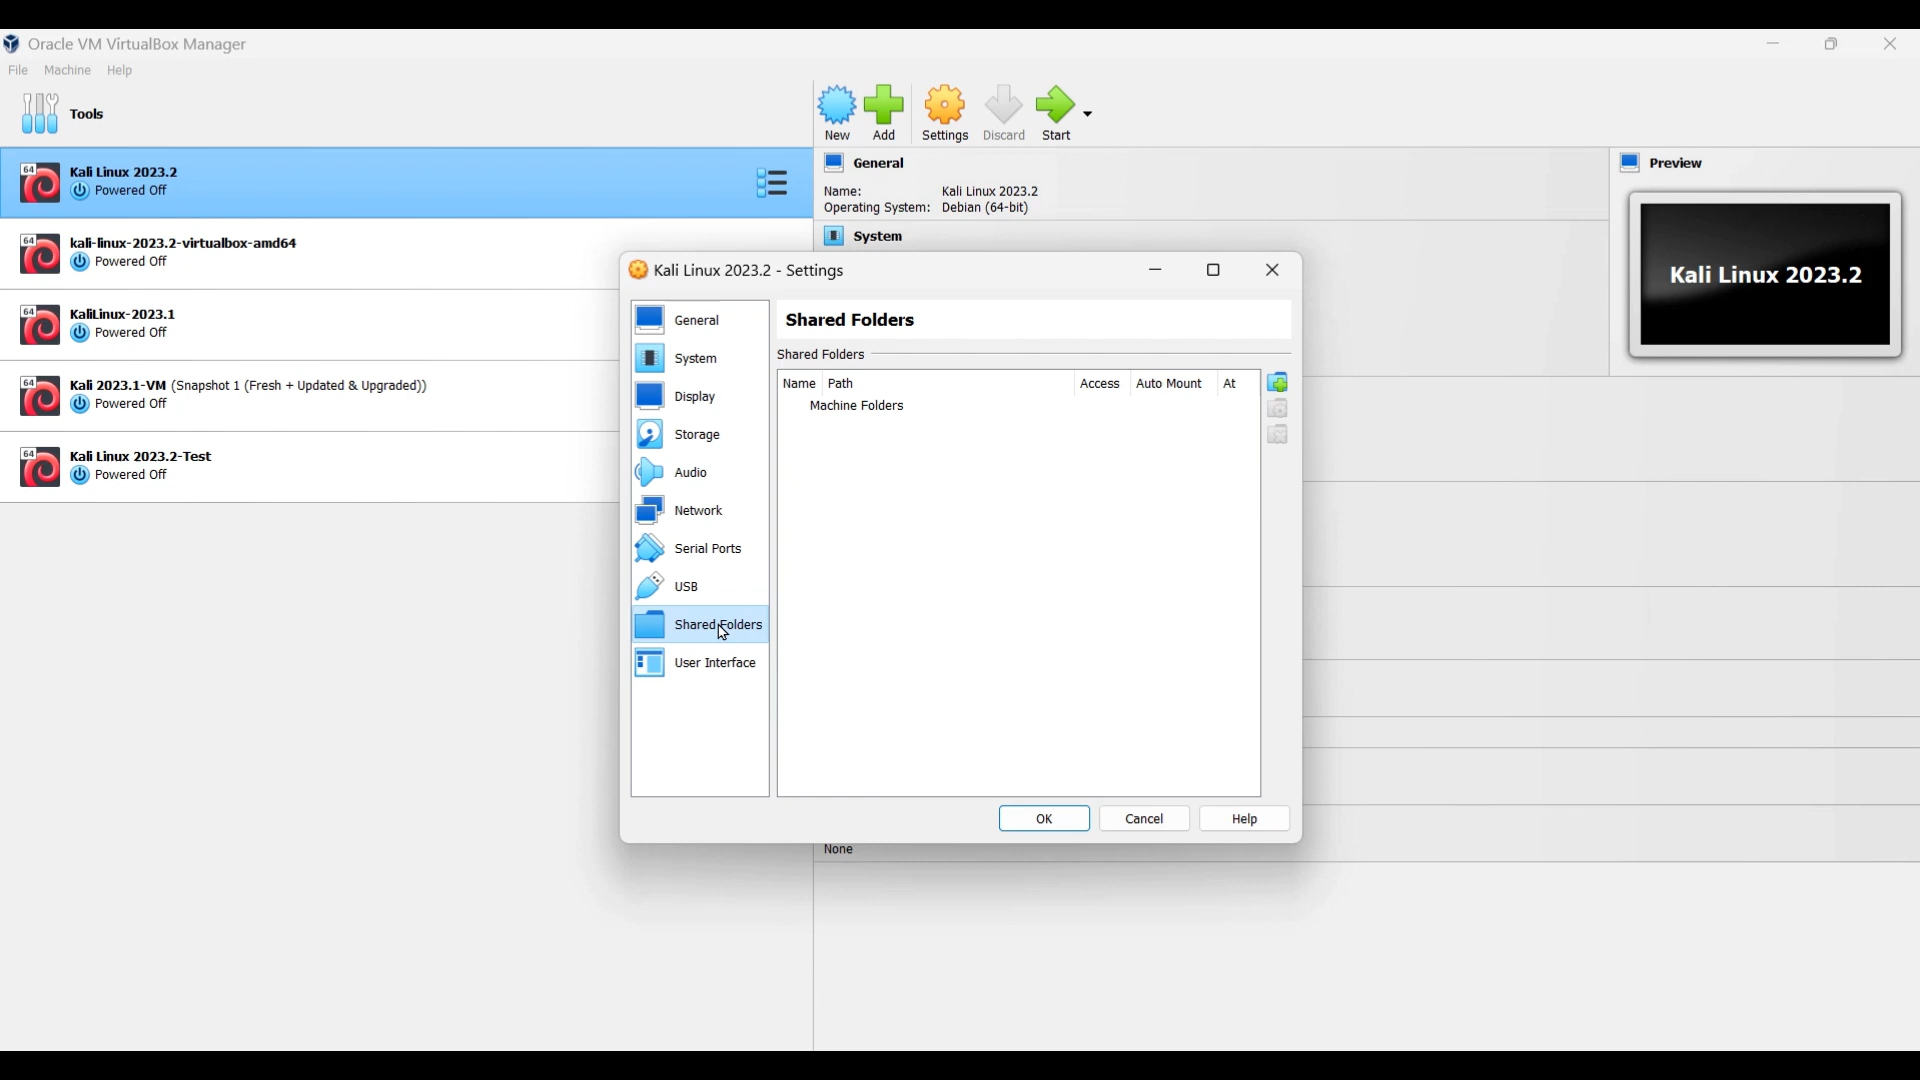 Oracle VM VirtualBox Manager
File Machine Help
Tools
New Add Settings Discard Start
64 Kali Linux 2023.2
Powered Off
64 kali-linux-2023.2-virtualbox-amd64
Powered Off
64 KaliLinux-2023.1
Powered Off
64 Kali 2023.1-VM (Snapshot 1 (Fresh + Updated & Upgraded))
Powered Off
64 Kali Linux 2023.2-Test
Powered Off
General
Name: Kali Linux 2023.2
Operating System: Debian (64-bit)
System
Preview
Kali Linux 2023.2
Kali Linux 2023.2 - Settings
General
System
Display
Storage
Audio
Network
Serial Ports
USB
Shared Folders
User Interface
Shared Folders
Shared Folders
Name Path Access Auto Mount At
Machine Folders
OK Cancel Help
None